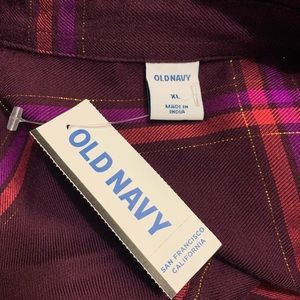 OLD NAVY
XL
MADE IN
INDIA
OLD NAVY
SAN FRANCISCO
CALIFORNIA